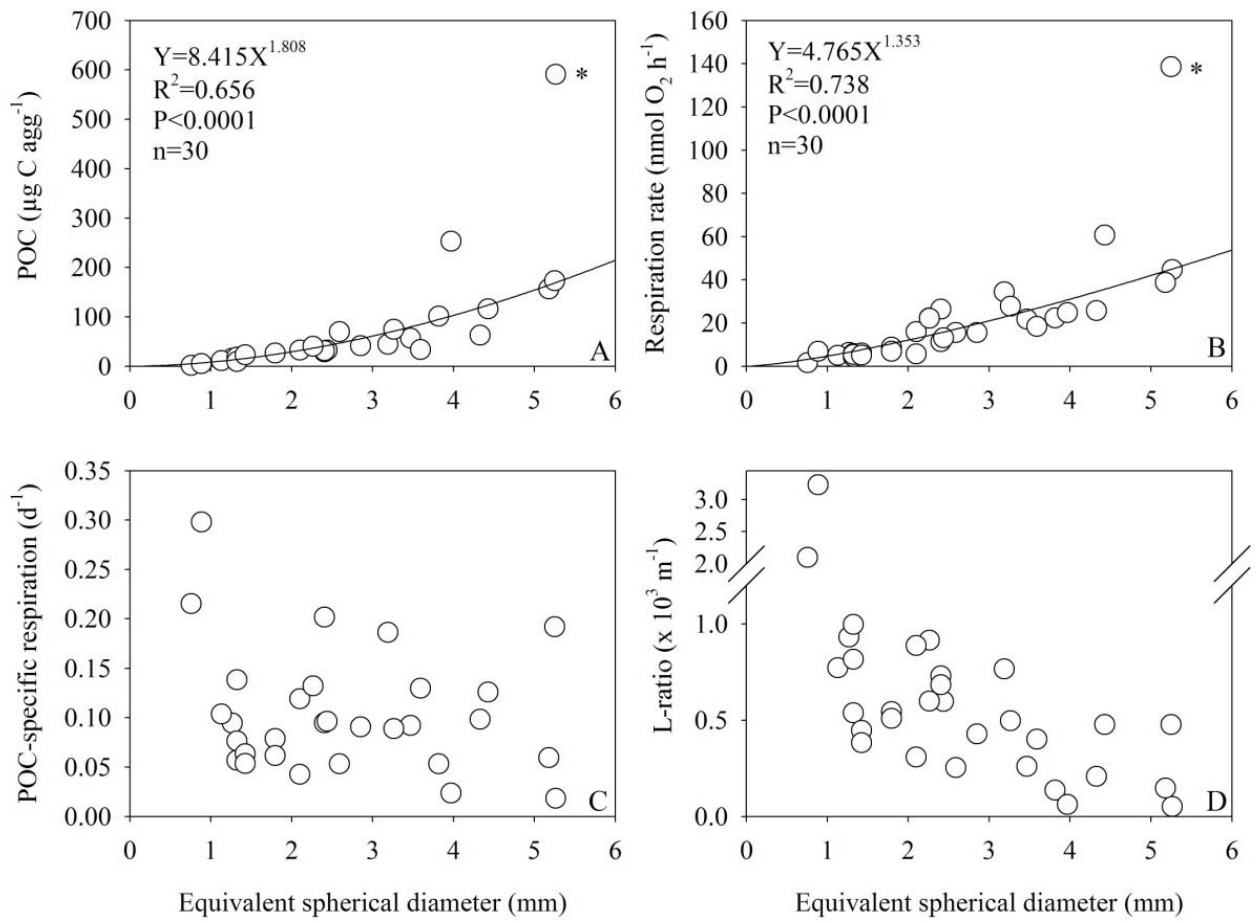 700
600
500
400
300
200
100
0
POC (µg C agg⁻¹)
Y=8.415X¹·⁸⁰⁸
R²=0.656
P<0.0001
n=30
*
A
0 1 2 3 4 5 6
160
140
120
100
80
60
40
20
0
Respiration rate (nmol O₂ h⁻¹)
Y=4.765X¹·³⁵³
R²=0.738
P<0.0001
n=30
*
B
0 1 2 3 4 5 6
0.35
0.30
0.25
0.20
0.15
0.10
0.05
0.00
POC-specific respiration (d⁻¹)
C
0 1 2 3 4 5 6
Equivalent spherical diameter (mm)
3.0
2.5
2.0
1.0
0.5
0.0
L-ratio (x 10³ m⁻¹)
D
0 1 2 3 4 5 6
Equivalent spherical diameter (mm)